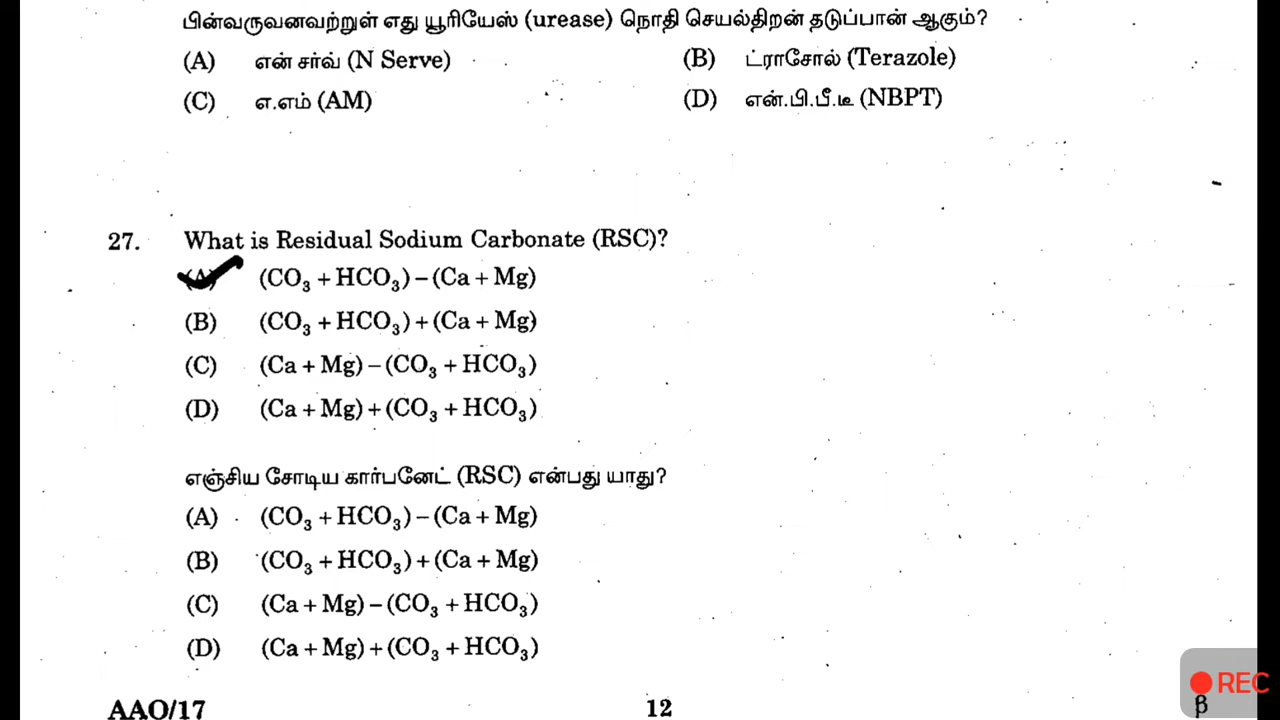 பின்வருவனவற்றுள் எது யூரியேஸ் (urease) நொதி செயல்திறன் தடுப்பான் ஆகும்?
(A) என் சர்வ் (N Serve) (B) ட்ராசோல் (Terazole)
(C) எ.எம் (AM) (D) என்.பி.பீ.டீ (NBPT)
27. What is Residual Sodium Carbonate (RSC)?
(A) (CO₃ + HCO₃) – (Ca + Mg)
(B) (CO₃ + HCO₃) + (Ca + Mg)
(C) (Ca + Mg) – (CO₃ + HCO₃)
(D) (Ca + Mg) + (CO₃ + HCO₃)
எஞ்சிய சோடிய கார்பனேட் (RSC) என்பது யாது?
(A) (CO₃ + HCO₃) – (Ca + Mg)
(B) (CO₃ + HCO₃) + (Ca + Mg)
(C) (Ca + Mg) – (CO₃ + HCO₃)
(D) (Ca + Mg) + (CO₃ + HCO₃)
REC
AAO/17 12 β